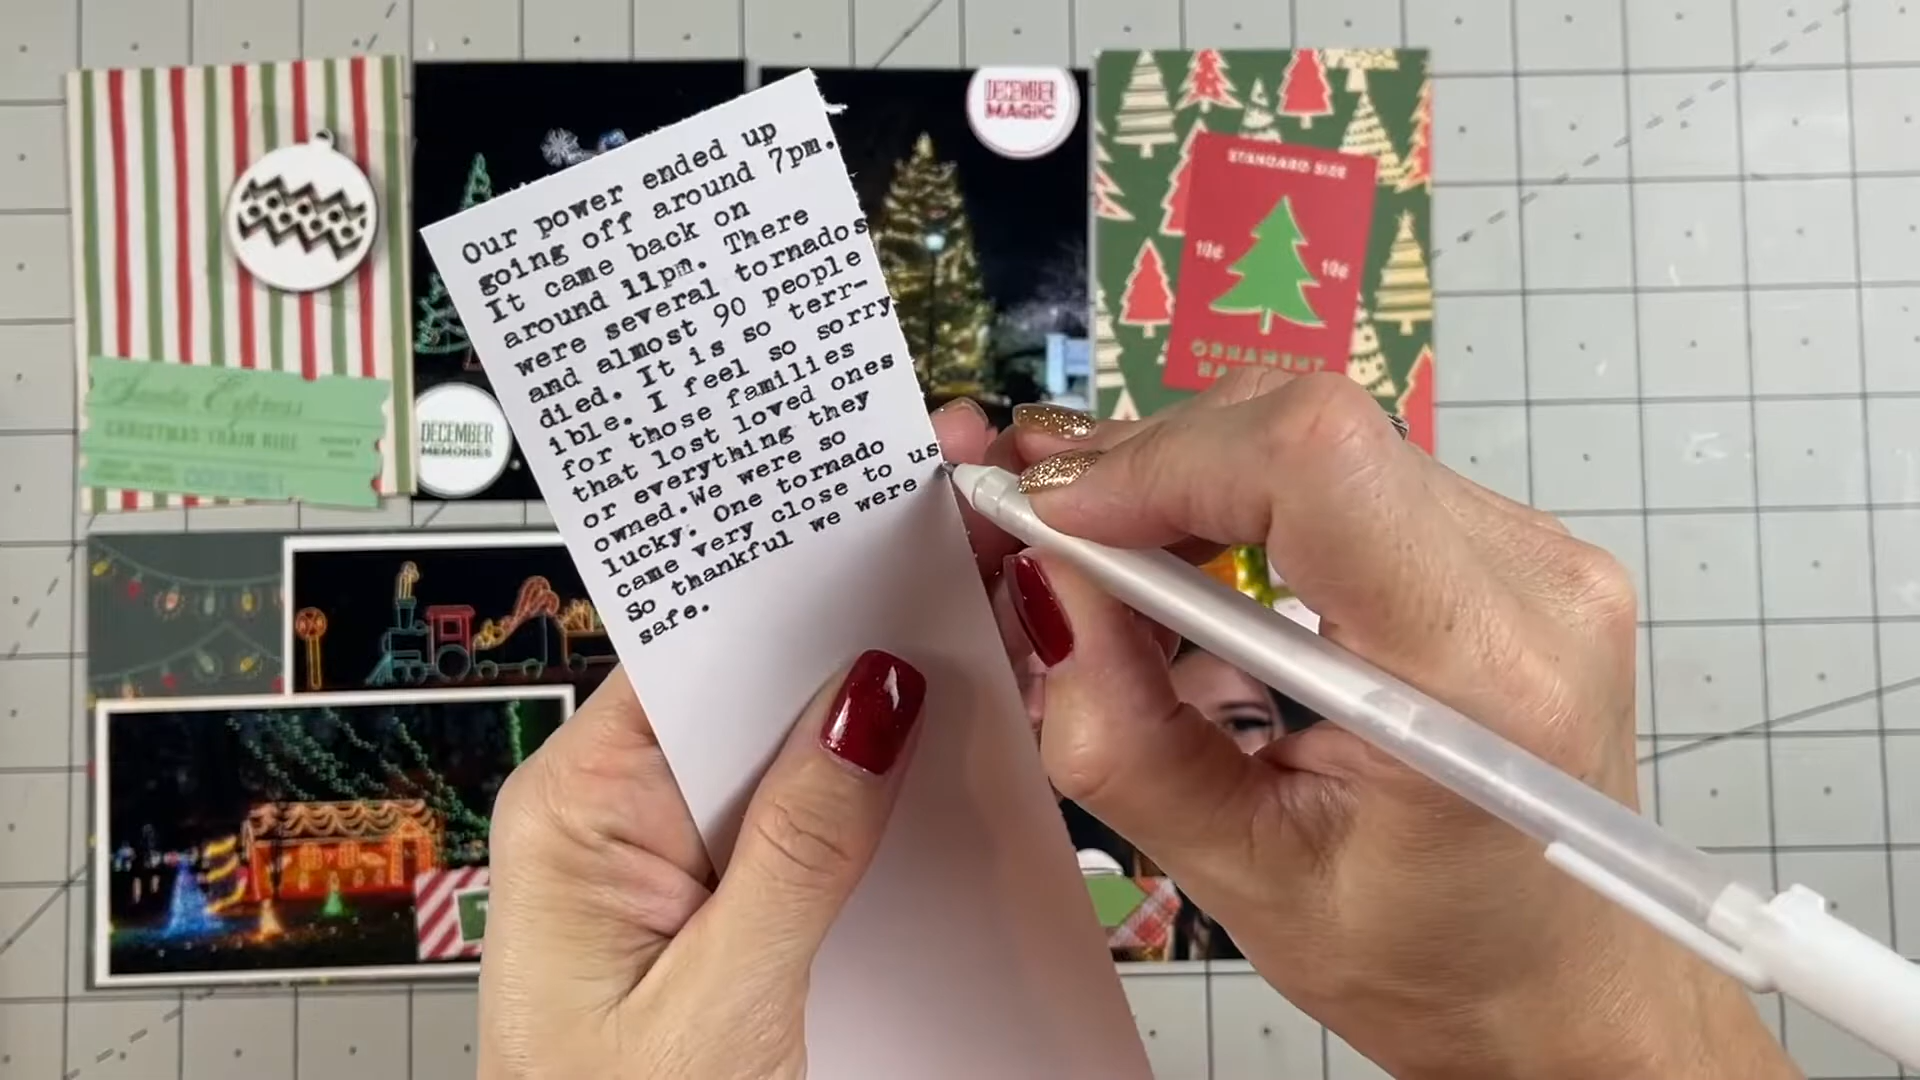 Our power ended up
going off around 7pm.
It came back on
around 11pm. There
were several tornados
and almost 90 people
died. It is so terr-
ible. I feel so sorry
for those families
that lost loved ones
or everything they
owned.We were so
lucky. One tornado
came very close to us
So thankful we were
safe.
DECEMBER
MAGIC
STANDARD SIZE
10¢
10¢
ORNAMENT
Santa Express
CHRISTMAS TRAIN RIDE
DECEMBER
MEMORIES